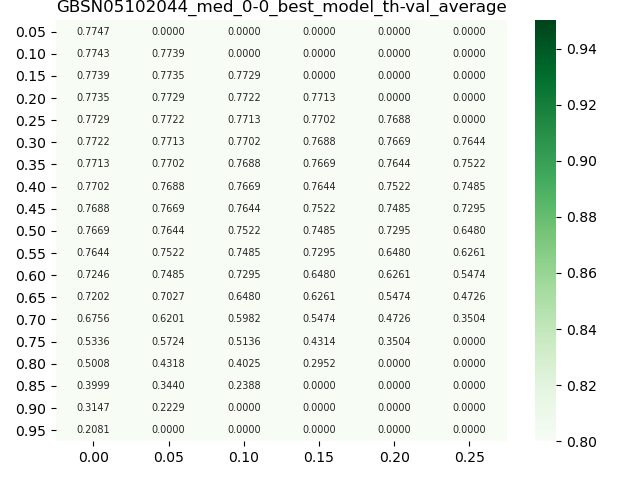 GBSN05102044_med_0-0_best_model_th-val_average
0.05 0.7747 0.0000 0.0000 0.0000 0.0000 0.0000
0.10 0.7743 0.7739 0.0000 0.0000 0.0000 0.0000
0.15 0.7739 0.7735 0.7729 0.0000 0.0000 0.0000
0.20 0.7735 0.7729 0.7722 0.7713 0.0000 0.0000
0.25 0.7729 0.7722 0.7713 0.7702 0.7688 0.0000
0.30 0.7722 0.7713 0.7702 0.7688 0.7669 0.7644
0.35 0.7713 0.7702 0.7688 0.7669 0.7644 0.7522
0.40 0.7702 0.7688 0.7669 0.7644 0.7522 0.7485
0.45 0.7688 0.7669 0.7644 0.7522 0.7485 0.7295
0.50 0.7669 0.7644 0.7522 0.7485 0.7295 0.6480
0.55 0.7644 0.7522 0.7485 0.7295 0.6480 0.6261
0.60 0.7246 0.7485 0.7295 0.6480 0.6261 0.5474
0.65 0.7202 0.7027 0.6480 0.6261 0.5474 0.4726
0.70 0.6756 0.6201 0.5982 0.5474 0.4726 0.3504
0.75 0.5336 0.5724 0.5136 0.4314 0.3504 0.0000
0.80 0.5008 0.4318 0.4025 0.2952 0.0000 0.0000
0.85 0.3999 0.3440 0.2388 0.0000 0.0000 0.0000
0.90 0.3147 0.2229 0.0000 0.0000 0.0000 0.0000
0.95 0.2081 0.0000 0.0000 0.0000 0.0000 0.0000
0.00 0.05 0.10 0.15 0.20 0.25
0.94
0.92
0.90
0.88
0.86
0.84
0.82
0.80